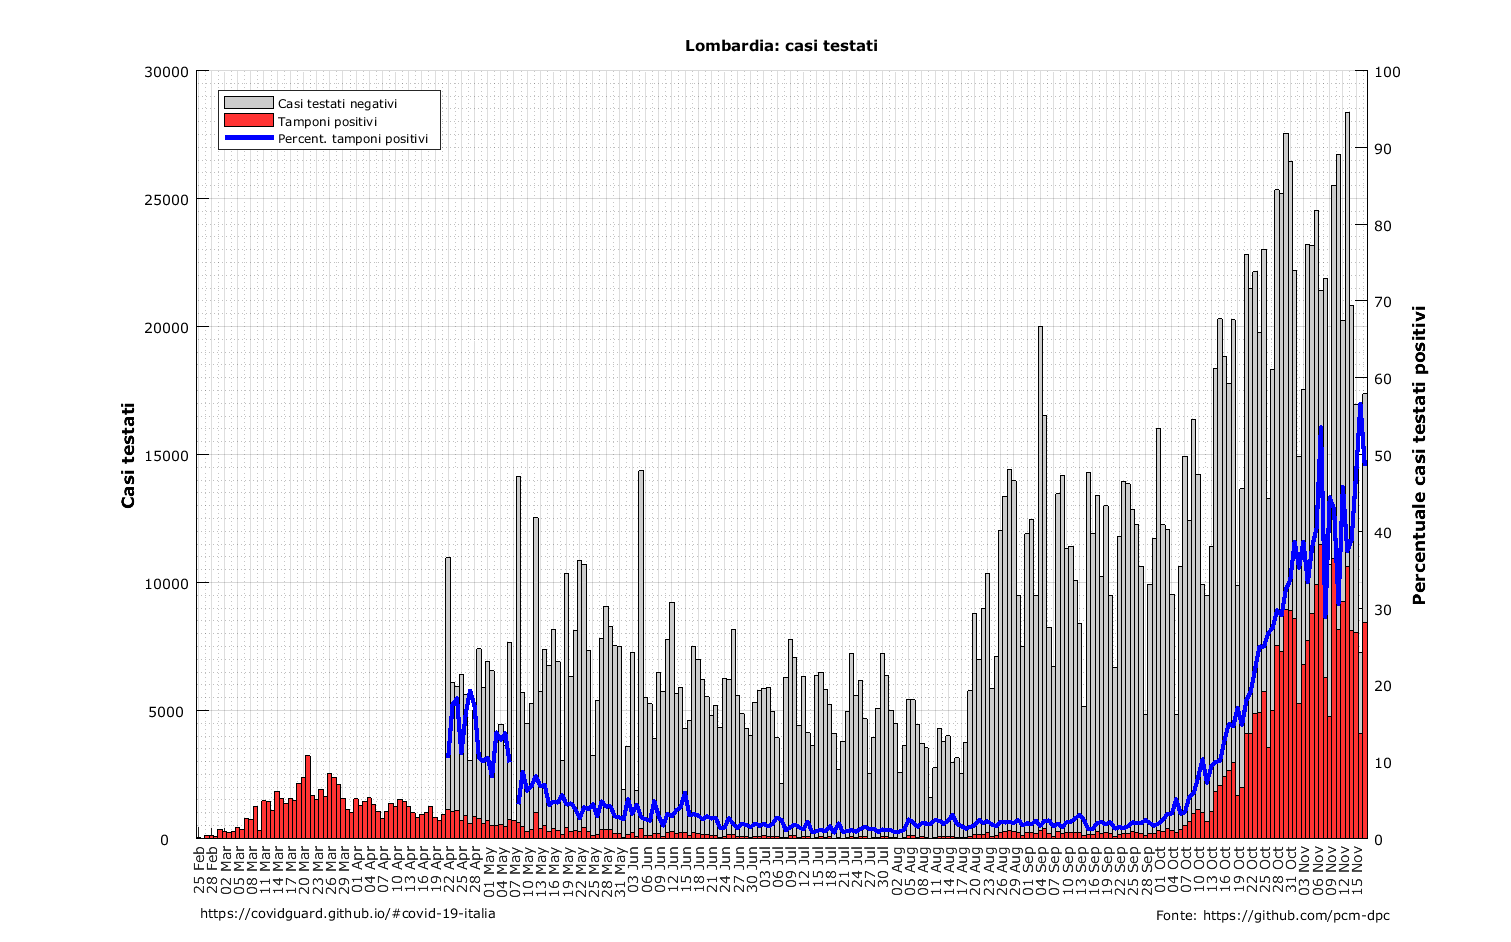 Lombardia: casi testati
30000
25000
20000
15000
10000
5000
0
100
90
80
70
60
50
40
30
20
10
0
Casi testati negativi
Tamponi positivi
Percent. tamponi positivi
Casi testati
Percentuale casi testati positivi
25 Feb
28 Feb
02 Mar
05 Mar
08 Mar
11 Mar
14 Mar
17 Mar
20 Mar
23 Mar
26 Mar
29 Mar
01 Apr
04 Apr
07 Apr
10 Apr
13 Apr
16 Apr
19 Apr
22 Apr
25 Apr
28 Apr
01 May
04 May
07 May
10 May
13 May
16 May
19 May
22 May
25 May
28 May
31 May
03 Jun
06 Jun
09 Jun
12 Jun
15 Jun
18 Jun
21 Jun
24 Jun
27 Jun
30 Jun
03 Jul
06 Jul
09 Jul
12 Jul
15 Jul
18 Jul
21 Jul
24 Jul
27 Jul
30 Jul
02 Aug
05 Aug
08 Aug
11 Aug
14 Aug
17 Aug
20 Aug
23 Aug
26 Aug
29 Aug
01 Sep
04 Sep
07 Sep
10 Sep
13 Sep
16 Sep
19 Sep
22 Sep
25 Sep
28 Sep
01 Oct
04 Oct
07 Oct
10 Oct
13 Oct
16 Oct
19 Oct
22 Oct
25 Oct
28 Oct
31 Oct
03 Nov
06 Nov
09 Nov
12 Nov
15 Nov
https://covidguard.github.io/#covid-19-italia
Fonte: https://github.com/pcm-dpc